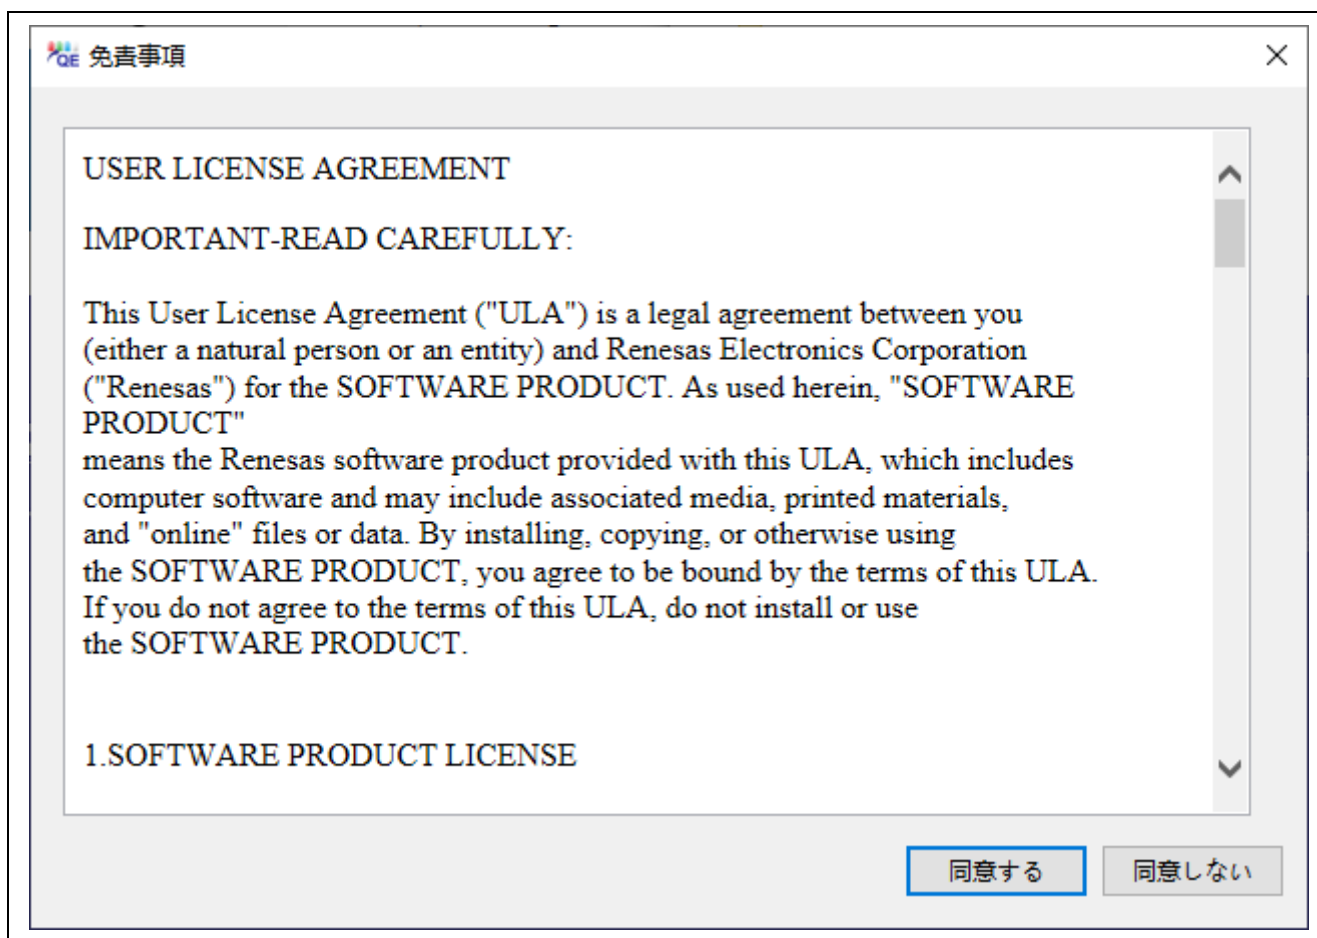 QE 免責事項
USER LICENSE AGREEMENT
IMPORTANT-READ CAREFULLY:
This User License Agreement ("ULA") is a legal agreement between you
(either a natural person or an entity) and Renesas Electronics Corporation
("Renesas") for the SOFTWARE PRODUCT. As used herein, "SOFTWARE
PRODUCT"
means the Renesas software product provided with this ULA, which includes
computer software and may include associated media, printed materials,
and "online" files or data. By installing, copying, or otherwise using
the SOFTWARE PRODUCT, you agree to be bound by the terms of this ULA.
If you do not agree to the terms of this ULA, do not install or use
the SOFTWARE PRODUCT.
1.SOFTWARE PRODUCT LICENSE
同意する 同意しない